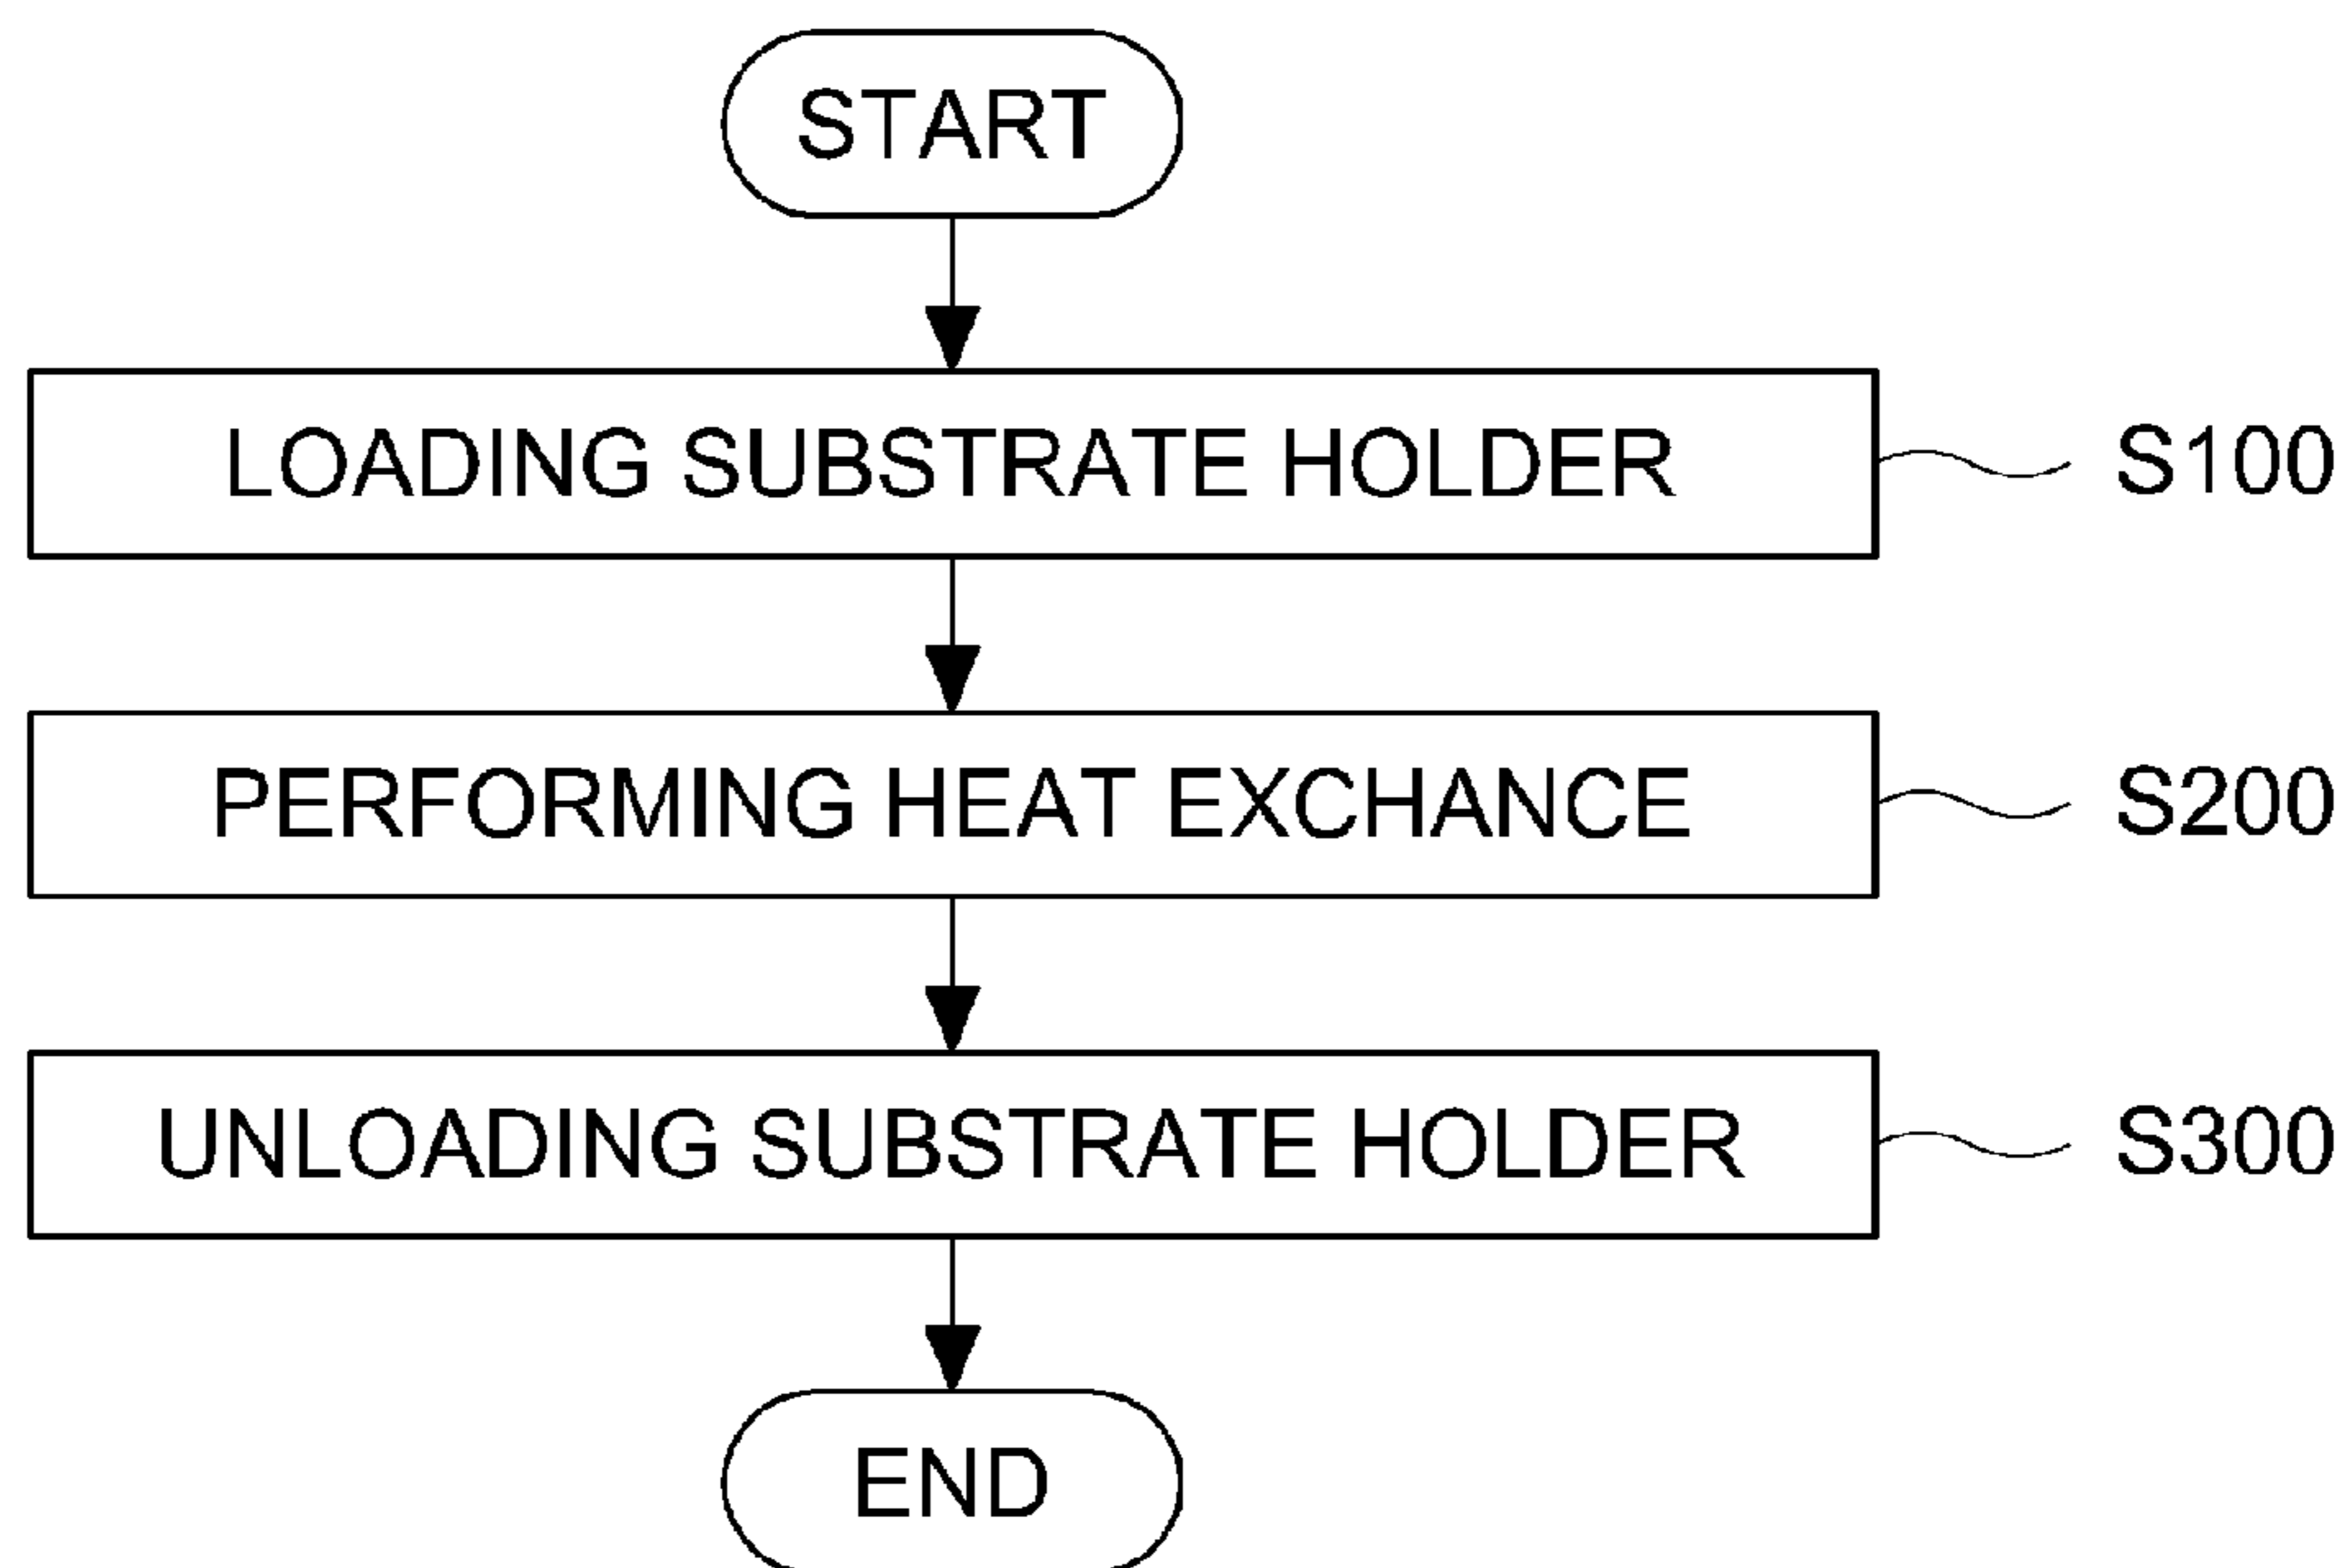 START
LOADING SUBSTRATE HOLDER
S100
PERFORMING HEAT EXCHANCE
S200
UNLOADING SUBSTRATE HOLDER
S300
END